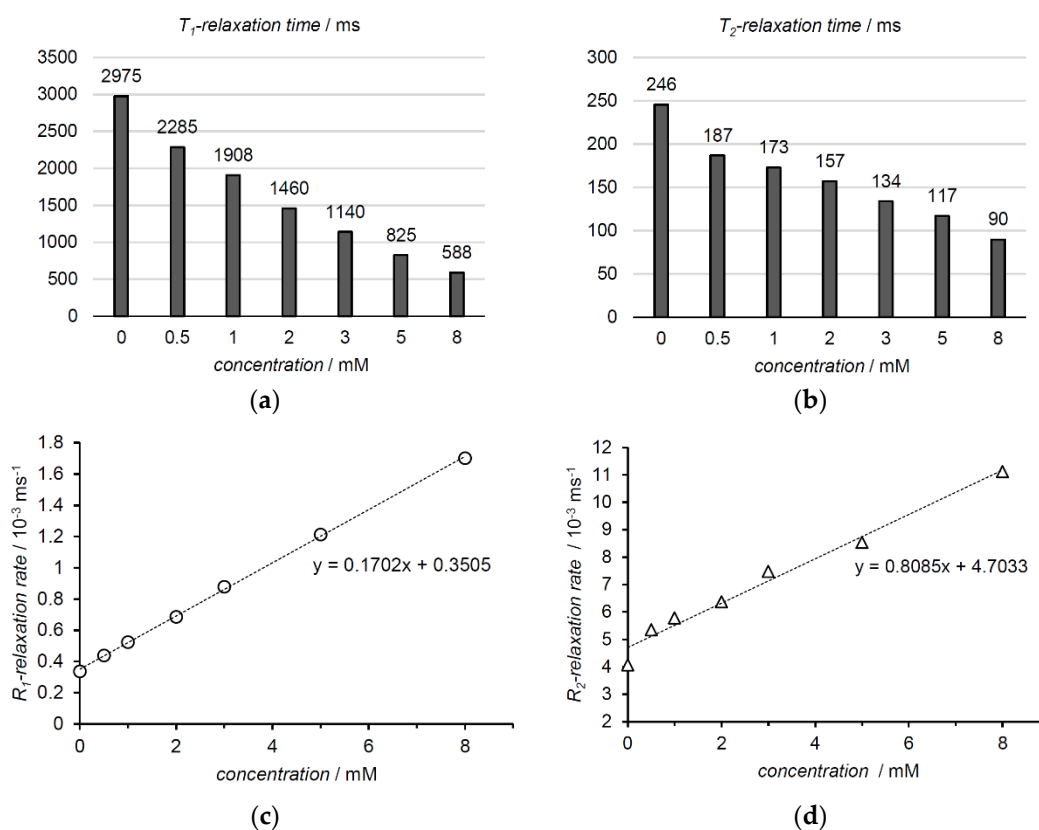 T1-relaxation time / ms
3500
3000
2500
2000
1500
1000
500
0
2975
2285
1908
1460
1140
825
588
0 0.5 1 2 3 5 8
concentration / mM
(a)
T2-relaxation time / ms
300
250
200
150
100
50
0
246
187
173
157
134
117
90
0 0.5 1 2 3 5 8
concentration / mM
(b)
R1-relaxation rate / 10-3 ms-1
1.8
1.6
1.4
1.2
1
0.8
0.6
0.4
0.2
0
y = 0.1702x + 0.3505
0 2 4 6 8
concentration / mM
(c)
R2-relaxation rate / 10-3 ms-1
12
11
10
9
8
7
6
5
4
3
2
y = 0.8085x + 4.7033
0 2 4 6 8
concentration / mM
(d)